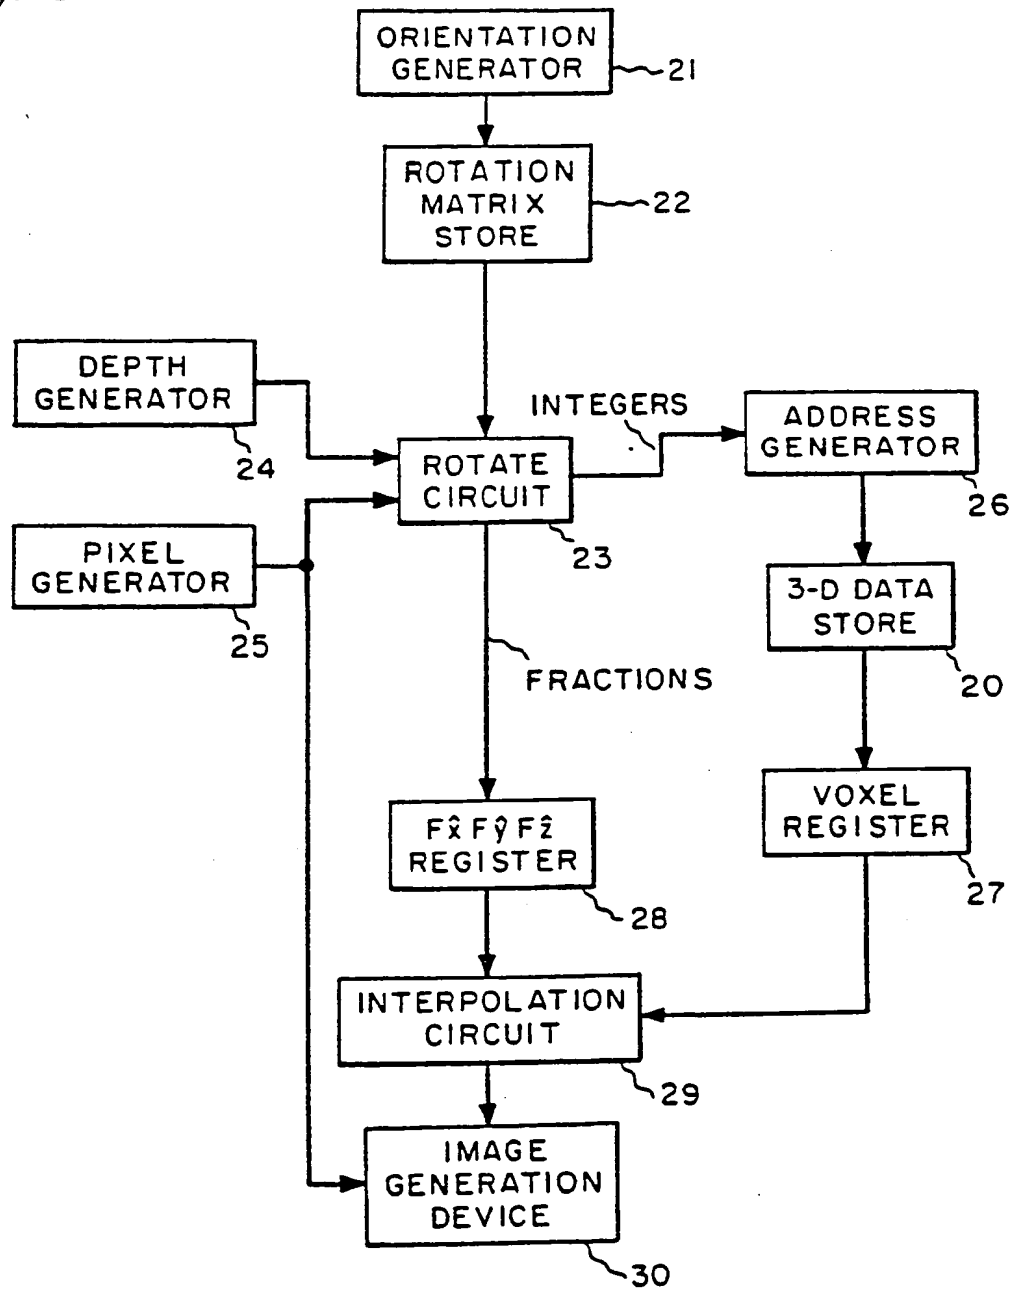 ORIENTATION
GENERATOR
21
ROTATION
MATRIX
STORE
22
DEPTH
GENERATOR
24
INTEGERS
ADDRESS
GENERATOR
26
ROTATE
CIRCUIT
23
PIXEL
GENERATOR
25
3-D DATA
STORE
20
FRACTIONS
VOXEL
REGISTER
27
Fx̂ Fŷ Fẑ
REGISTER
28
INTERPOLATION
CIRCUIT
29
IMAGE
GENERATION
DEVICE
30